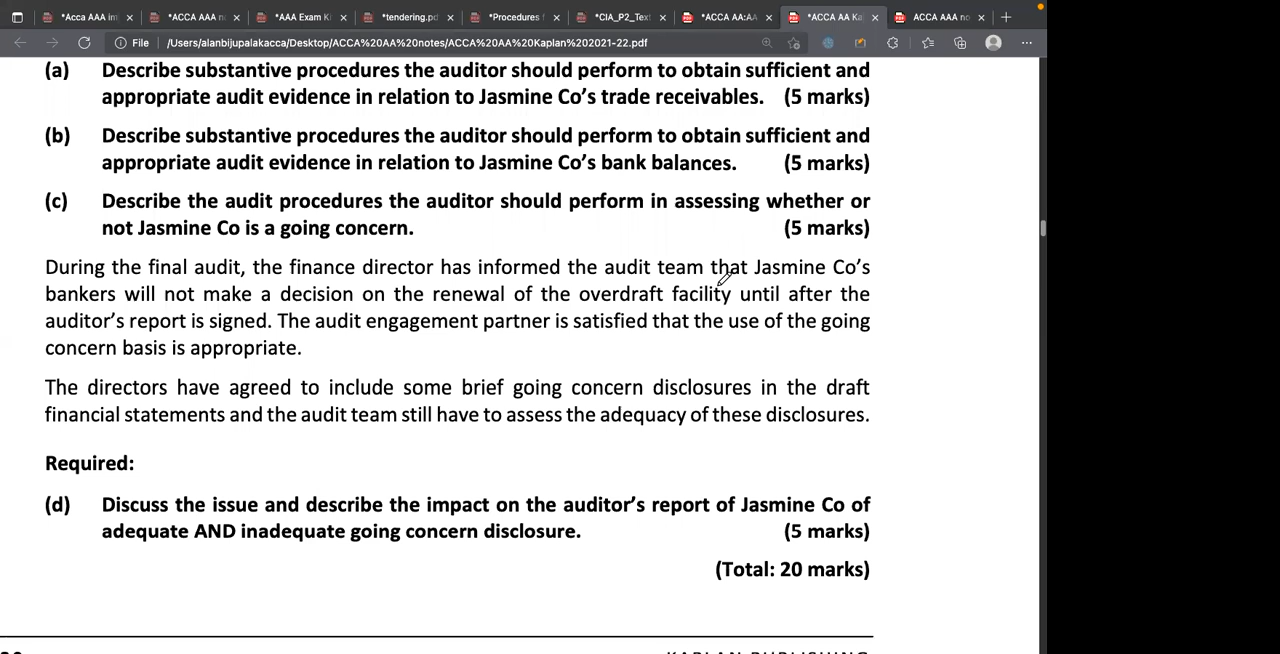 *Acca AAA im
*ACCA AAA n
*AAA Exam Ki
*tendering.pd
*Procedures f
*CIA_P2_Text
*ACCA AA:AA
*ACCA AA Ka
ACCA AAA no
File /Users/alanbijupalakacca/Desktop/ACCA%20AA%20notes/ACCA%20AA%20Kaplan%202021-22.pdf
(a) Describe substantive procedures the auditor should perform to obtain sufficient and
appropriate audit evidence in relation to Jasmine Co’s trade receivables. (5 marks)
(b) Describe substantive procedures the auditor should perform to obtain sufficient and
appropriate audit evidence in relation to Jasmine Co’s bank balances. (5 marks)
(c) Describe the audit procedures the auditor should perform in assessing whether or
not Jasmine Co is a going concern. (5 marks)
During the final audit, the finance director has informed the audit team that Jasmine Co’s
bankers will not make a decision on the renewal of the overdraft facility until after the
auditor’s report is signed. The audit engagement partner is satisfied that the use of the going
concern basis is appropriate.
The directors have agreed to include some brief going concern disclosures in the draft
financial statements and the audit team still have to assess the adequacy of these disclosures.
Required:
(d) Discuss the issue and describe the impact on the auditor’s report of Jasmine Co of
adequate AND inadequate going concern disclosure. (5 marks)
(Total: 20 marks)
KAPLAN PUBLISHING